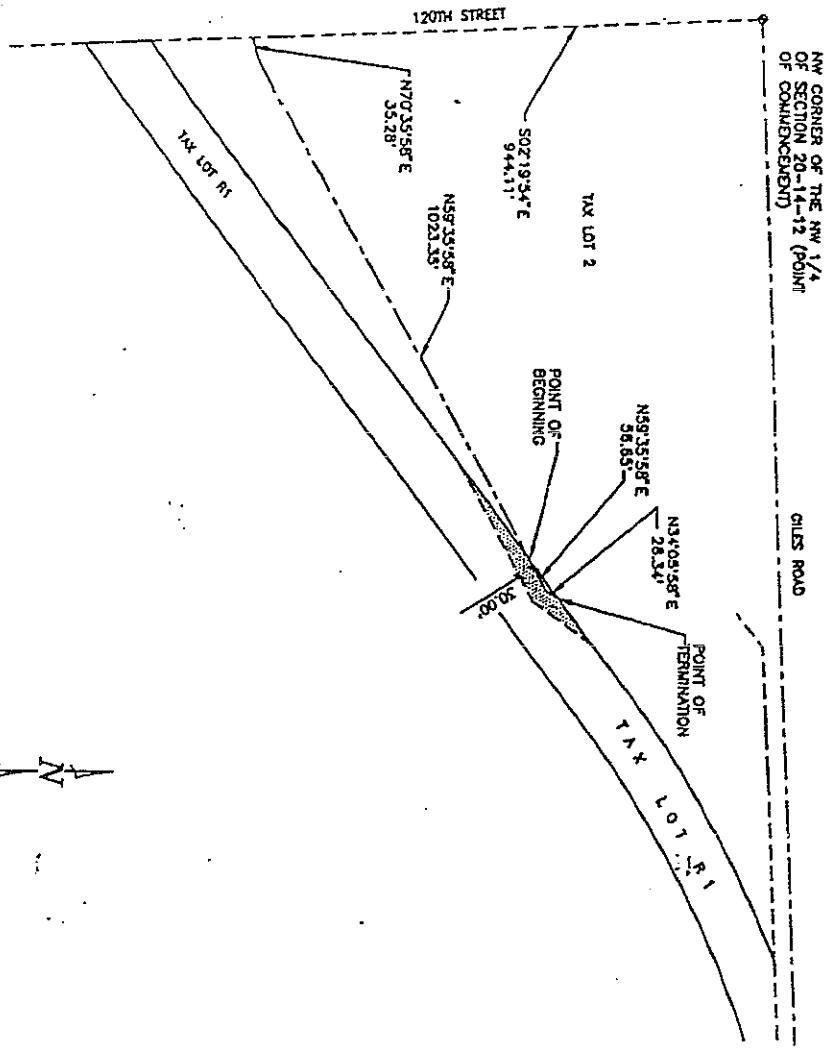 120TH STREET
NW CORNER OF THE NW 1/4
OF SECTION 20-14-12 (POINT
OF COMMENCEMENT)
GILES ROAD
S02°19'54"E
944.11'
TAX LOT 2
N70°35'58"E
35.28'
N59°35'58"E
1023.35'
TAX LOT R1
POINT OF
BEGINNING
N59°35'58"E
N34°05'58"E
28.34'
POINT OF
TERMINATION
30.00'
TAX LOT R1
N